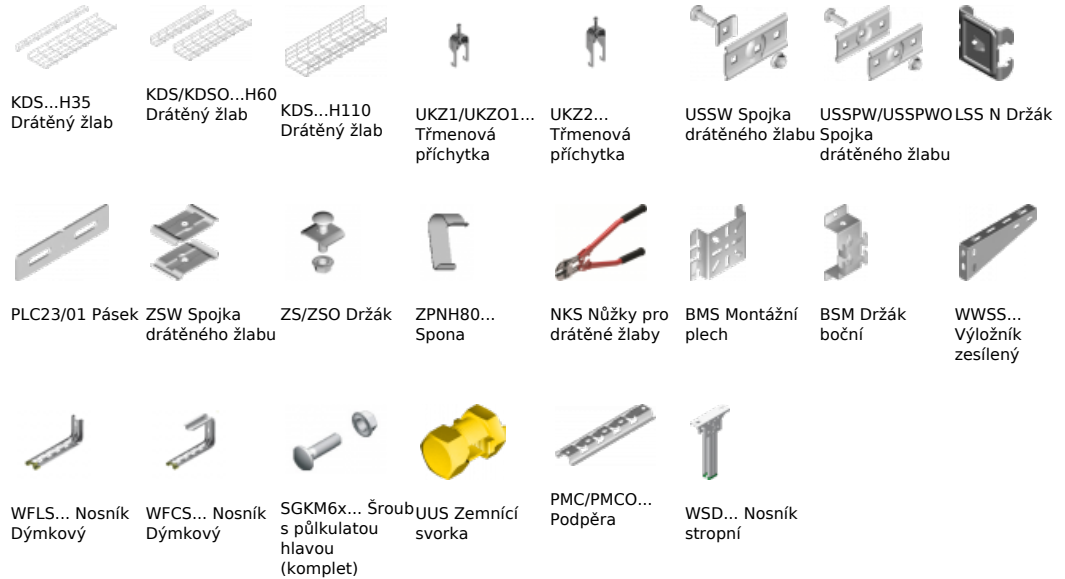 KDS...H35
Drátěný žlab
KDS/KDSO...H60
Drátěný žlab
KDS...H110
Drátěný žlab
UKZ1/UKZO1...
Třmenová
příchytka
UKZ2...
Třmenová
příchytka
USSW Spojka
drátěného žlabu
USSPW/USSPWO
Spojka
drátěného žlabu
LSS N Držák
PLC23/01 Pásek
ZSW Spojka
drátěného žlabu
ZS/ZSO Držák
ZPNH80...
Spona
NKS Nůžky pro
drátěné žlaby
BMS Montážní
plech
BSM Držák
boční
WWSS...
Výložník
zesílený
WFLS... Nosník
Dýmkový
WFCS... Nosník
Dýmkový
SGKM6x... Šroub
s půlkulatou
hlavou
(komplet)
UUS Zemnící
svorka
PMC/PMCO...
Podpěra
WSD... Nosník
stropní